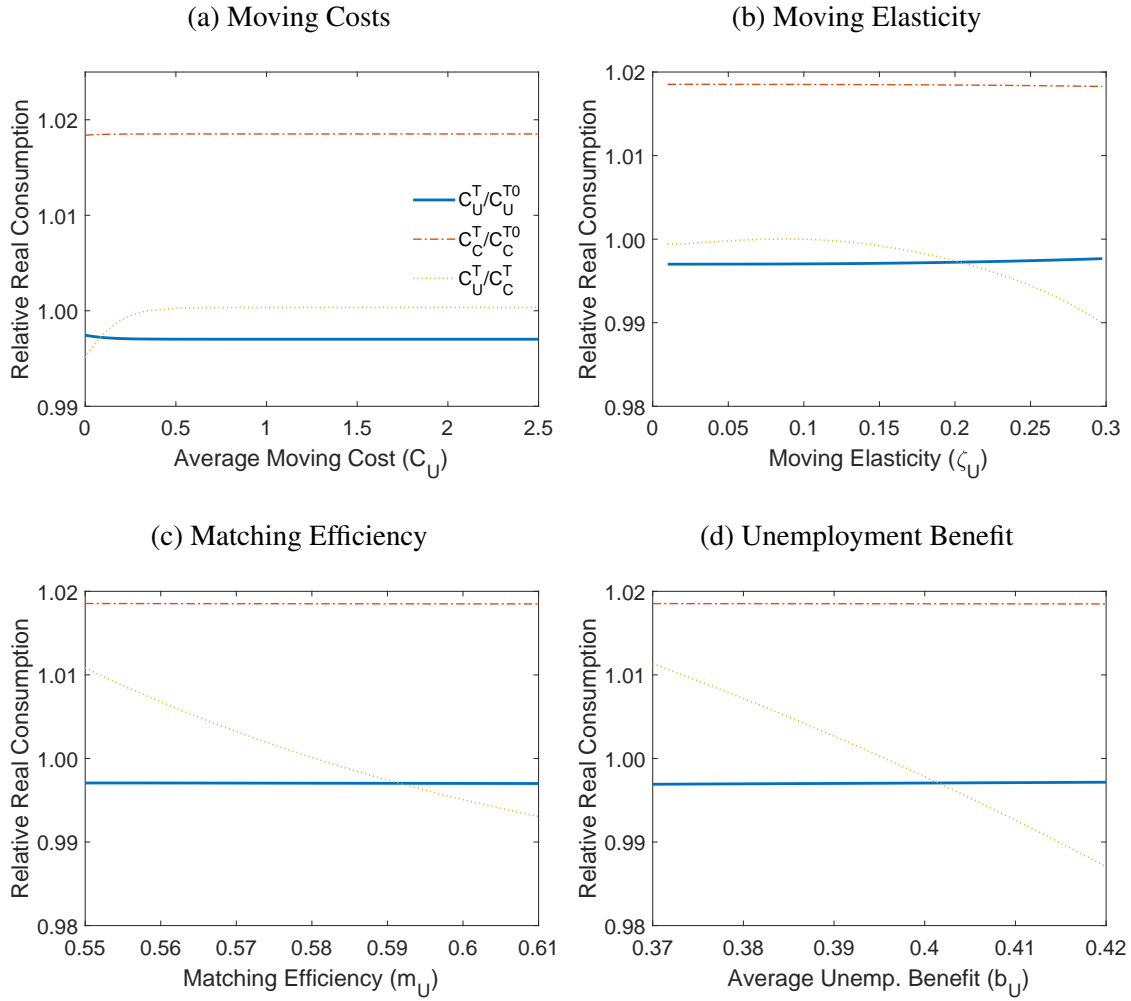 (a) Moving Costs
(b) Moving Elasticity
Relative Real Consumption
1.02
1.01
1.00
0.99
C_U^T/C_U^T0
C_C^T/C_C^T0
C_U^T/C_C^T
0 0.5 1 1.5 2 2.5
Average Moving Cost (C_U)
Relative Real Consumption
1.02
1.01
1.00
0.99
0.98
0 0.05 0.1 0.15 0.2 0.25 0.3
Moving Elasticity (ζ_U)
(c) Matching Efficiency
(d) Unemployment Benefit
Relative Real Consumption
1.02
1.01
1.00
0.99
0.98
0.55 0.56 0.57 0.58 0.59 0.6 0.61
Matching Efficiency (m_U)
Relative Real Consumption
1.02
1.01
1.00
0.99
0.98
0.37 0.38 0.39 0.4 0.41 0.42
Average Unemp. Benefit (b_U)